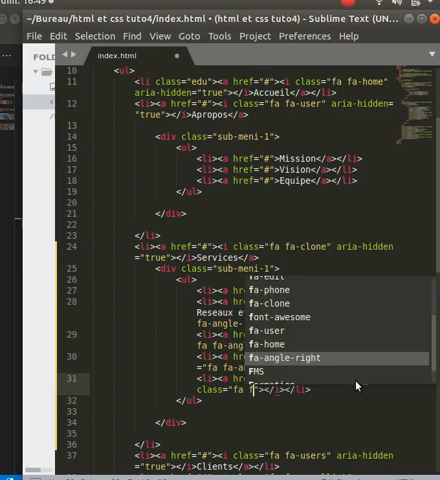 16:49
~/Bureau/html et css tuto4/index.html • (html et css tuto4) - Sublime Text (UN...
File Edit Selection Find View Goto Tools Project Preferences Help
index.html
10 <ul>
11 <li class="edu"><a href="#"><i class="fa fa-home"
aria-hidden="true"></i>Accueil</a>
12 <li><a href="#"><i class="fa fa-user" aria-hidden=
"true"></i>Apropos</a>
13
14 <div class="sub-meni-1">
15 <ul>
16 <li><a href="#">Mission</a></li>
17 <li><a href="#">Vision</a></li>
18 <li><a href="#">Equipe</a></li>
19 </ul>
20
21 </div>
22
23 </li>
24 <li><a href="#"><i class="fa fa-clone" aria-hidden
="true"></i>Services</a>
25 <div class="sub-meni-1">
26 <ul>
27 <li><a hr
28 <li><a hr
Reseaux e
fa-angle-
29 <li><a hr
fa fa-ang
30 <li><a hr
="fa fa-a
31 <li><a hr
class="fa f"></i></li>
32 </ul>
33
34 </div>
35
36 </li>
37 <li><a href="#"><i class="fa fa-users" aria-hidden
="true"></i>Clients</a></li>
fa-edit
fa-phone
fa-clone
font-awesome
fa-user
fa-home
fa-angle-right
FMS